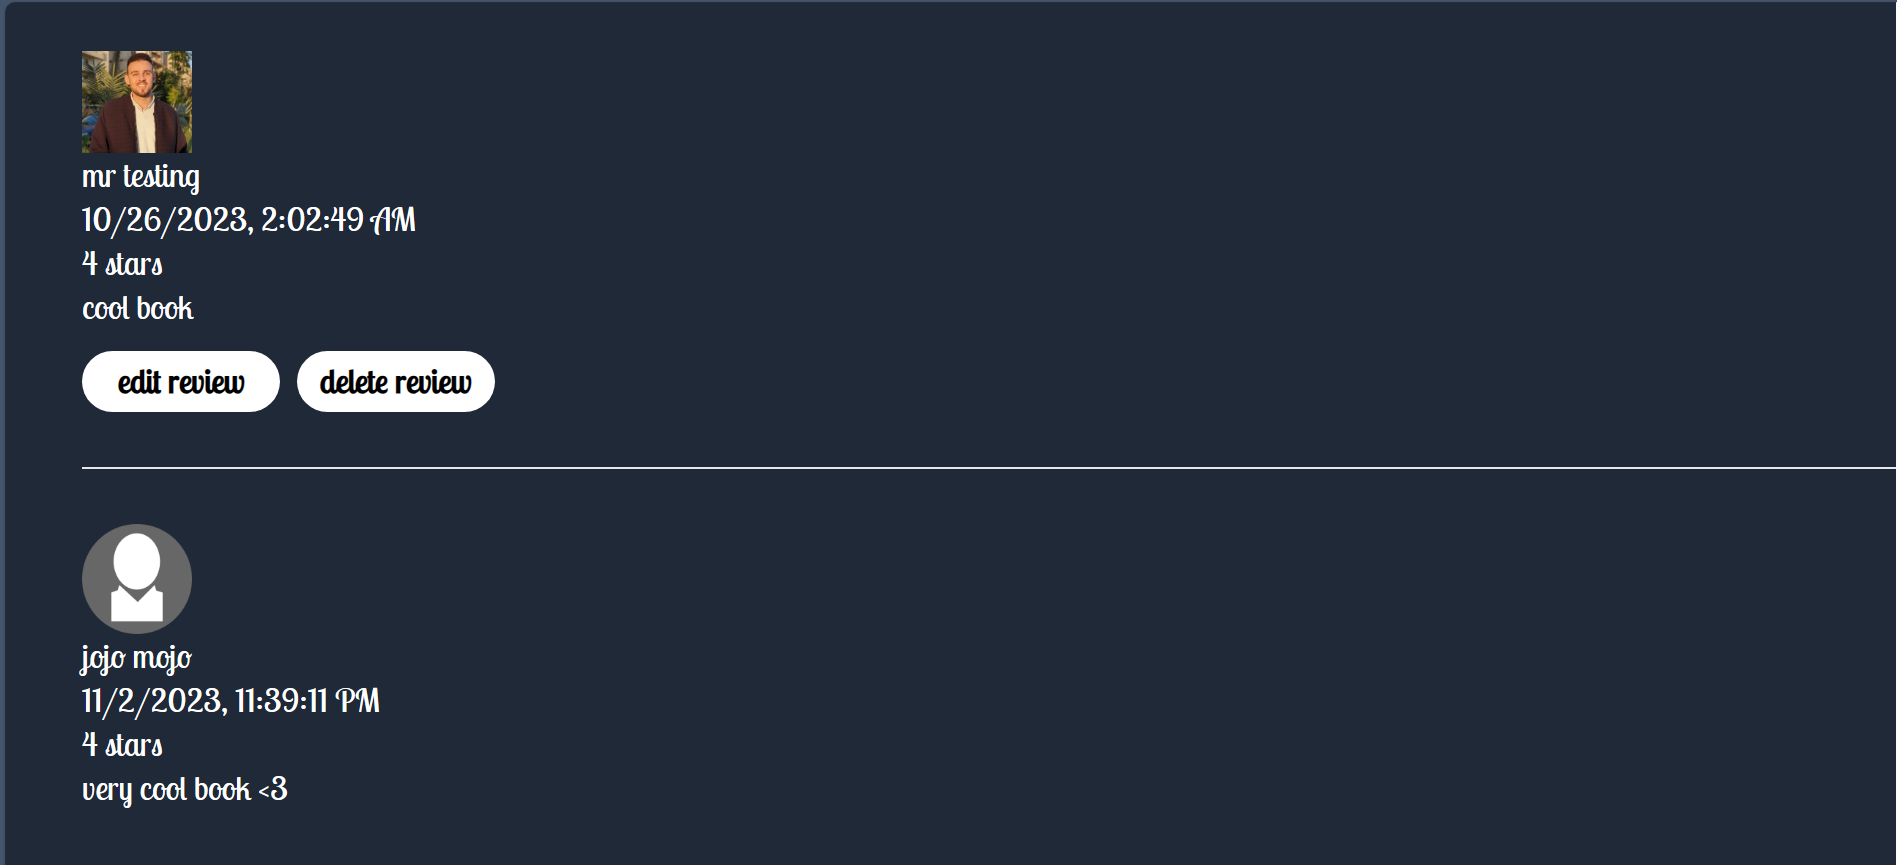 mr testing
10/26/2023, 2:02:49 AM
4 stars
cool book
edit review delete review
jojo mojo
11/2/2023, 11:39:11 PM
4 stars
very cool book <3